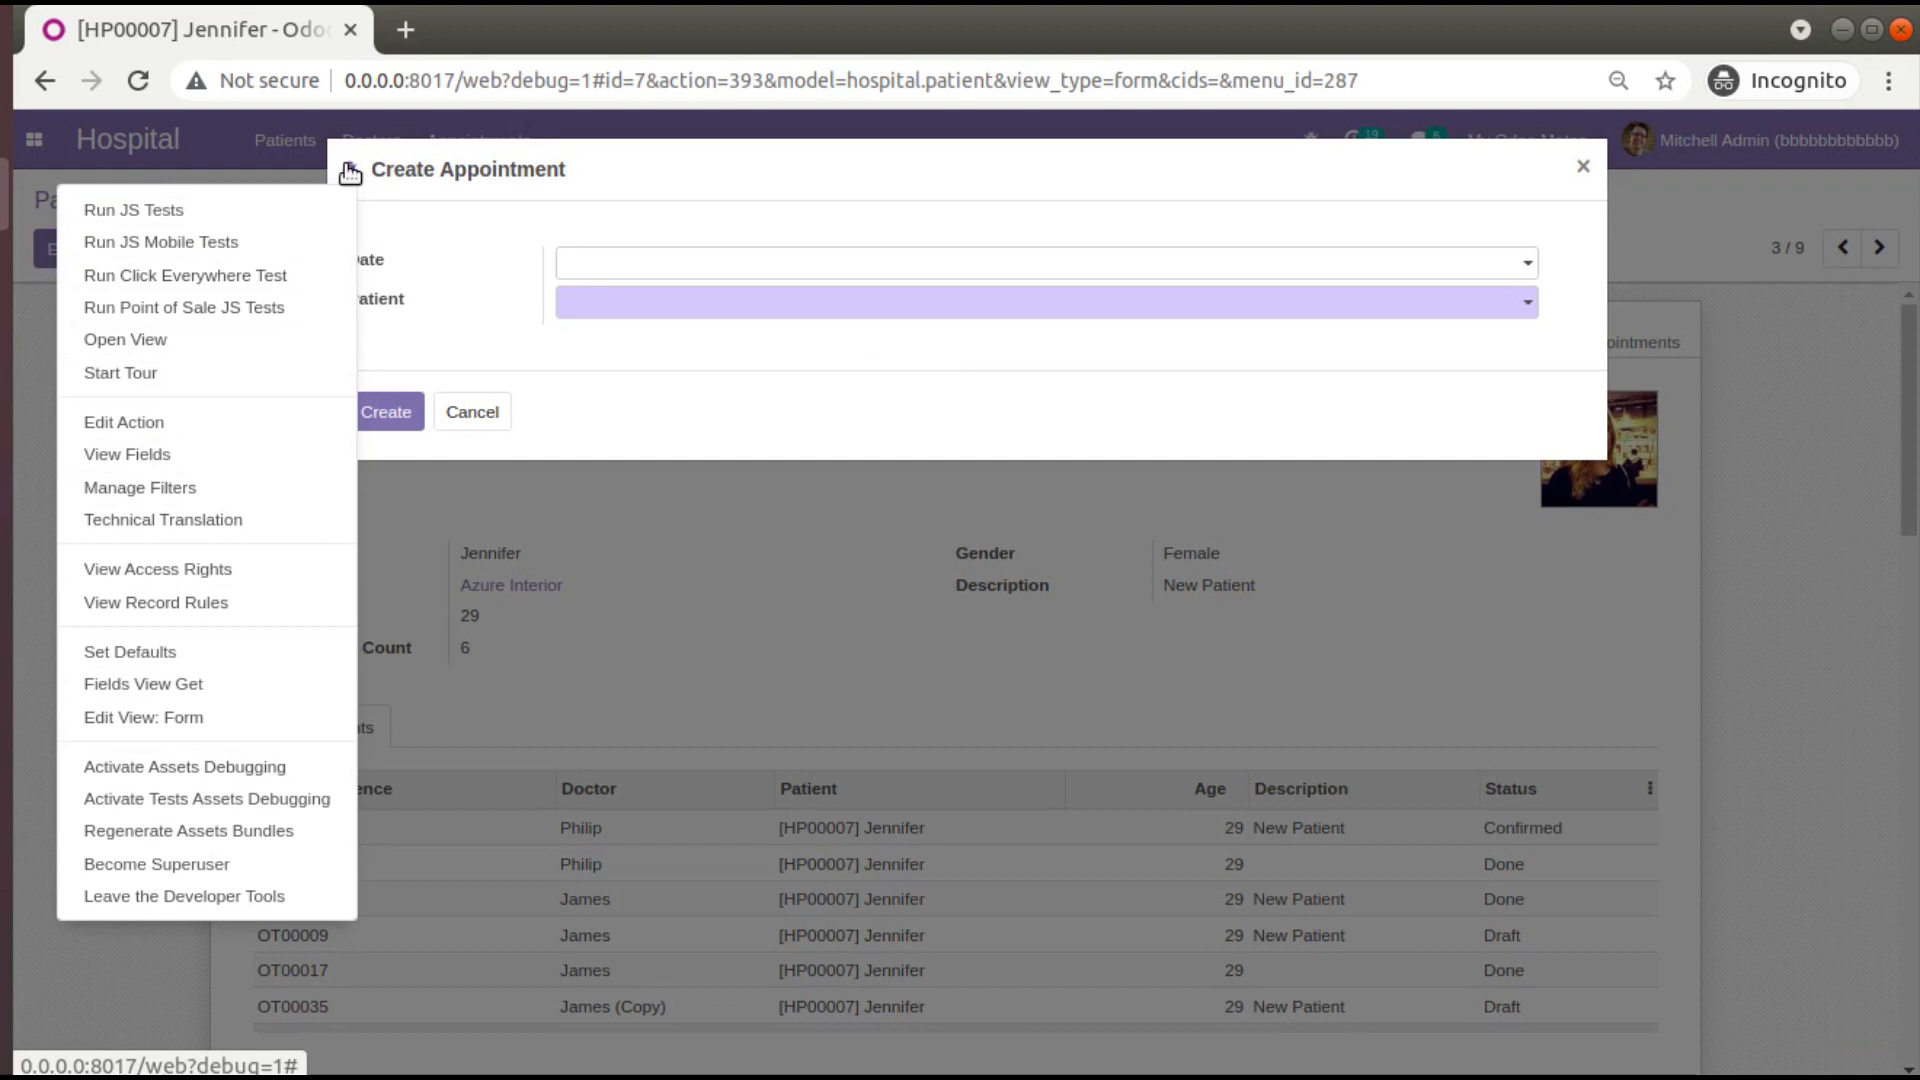 [HP00007] Jennifer - Odoo
Not secure
0.0.0.0:8017/web?debug=1#id=7&action=393&model=hospital.patient&view_type=form&cids=&menu_id=287
Incognito
Hospital
Patients
19
6
Mitchell Admin (bbbbbbbbbbbb)
Create Appointment
Pa
E
3 / 9
Run JS Tests
Run JS Mobile Tests
Run Click Everywhere Test
Run Point of Sale JS Tests
Open View
Start Tour
Edit Action
View Fields
Manage Filters
Technical Translation
View Access Rights
View Record Rules
Set Defaults
Fields View Get
Edit View: Form
Activate Assets Debugging
Activate Tests Assets Debugging
Regenerate Assets Bundles
Become Superuser
Leave the Developer Tools
ate
atient
Create
Cancel
ointments
Jennifer
Gender
Female
Azure Interior
Description
New Patient
29
Count
6
ts
ence
Doctor
Patient
Age
Description
Status
Philip [HP00007] Jennifer 29 New Patient Confirmed
Philip [HP00007] Jennifer 29 Done
James [HP00007] Jennifer 29 New Patient Done
OT00009 James [HP00007] Jennifer 29 New Patient Draft
OT00017 James [HP00007] Jennifer 29 Done
OT00035 James (Copy) [HP00007] Jennifer 29 New Patient Draft
0.0.0.0:8017/web?debug=1#